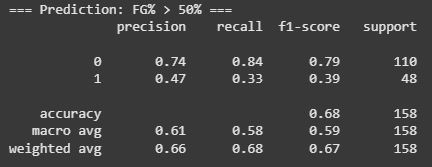 === Prediction: FG% > 50% ===
precision recall f1-score support
0 0.74 0.84 0.79 110
1 0.47 0.33 0.39 48
accuracy 0.68 158
macro avg 0.61 0.58 0.59 158
weighted avg 0.66 0.68 0.67 158